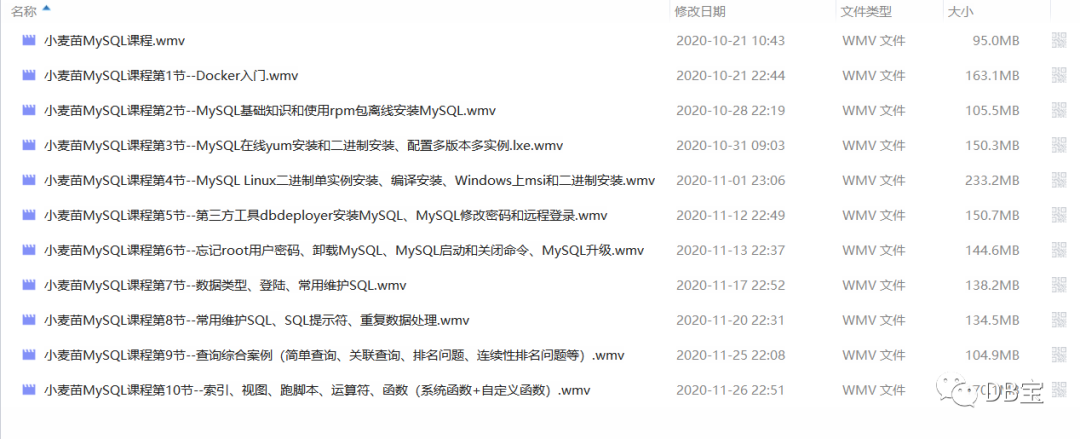 名称 修改日期 文件类型 大小
小麦苗MySQL课程.wmv 2020-10-21 10:43 WMV 文件 95.0MB
小麦苗MySQL课程第1节--Docker入门.wmv 2020-10-21 22:44 WMV 文件 163.1MB
小麦苗MySQL课程第2节--MySQL基础知识和使用rpm包离线安装MySQL.wmv 2020-10-28 22:19 WMV 文件 105.5MB
小麦苗MySQL课程第3节--MySQL在线yum安装和二进制安装、配置多版本多实例.lxe.wmv 2020-10-31 09:03 WMV 文件 150.3MB
小麦苗MySQL课程第4节--MySQL Linux二进制单实例安装、编译安装、Windows上msi和二进制安装.wmv 2020-11-01 23:06 WMV 文件 233.2MB
小麦苗MySQL课程第5节--第三方工具dbdeployer安装MySQL、MySQL修改密码和远程登录.wmv 2020-11-12 22:49 WMV 文件 150.7MB
小麦苗MySQL课程第6节--忘记root用户密码、卸载MySQL、MySQL启动和关闭命令、MySQL升级.wmv 2020-11-13 22:37 WMV 文件 144.6MB
小麦苗MySQL课程第7节--数据类型、登陆、常用维护SQL.wmv 2020-11-17 22:52 WMV 文件 138.2MB
小麦苗MySQL课程第8节--常用维护SQL、SQL提示符、重复数据处理.wmv 2020-11-20 22:31 WMV 文件 134.5MB
小麦苗MySQL课程第9节--查询综合案例（简单查询、关联查询、排名问题、连续性排名问题等）.wmv 2020-11-25 22:08 WMV 文件 104.9MB
小麦苗MySQL课程第10节--索引、视图、跑脚本、运算符、函数（系统函数+自定义函数）.wmv 2020-11-26 22:51 WMV 文件
DB宝